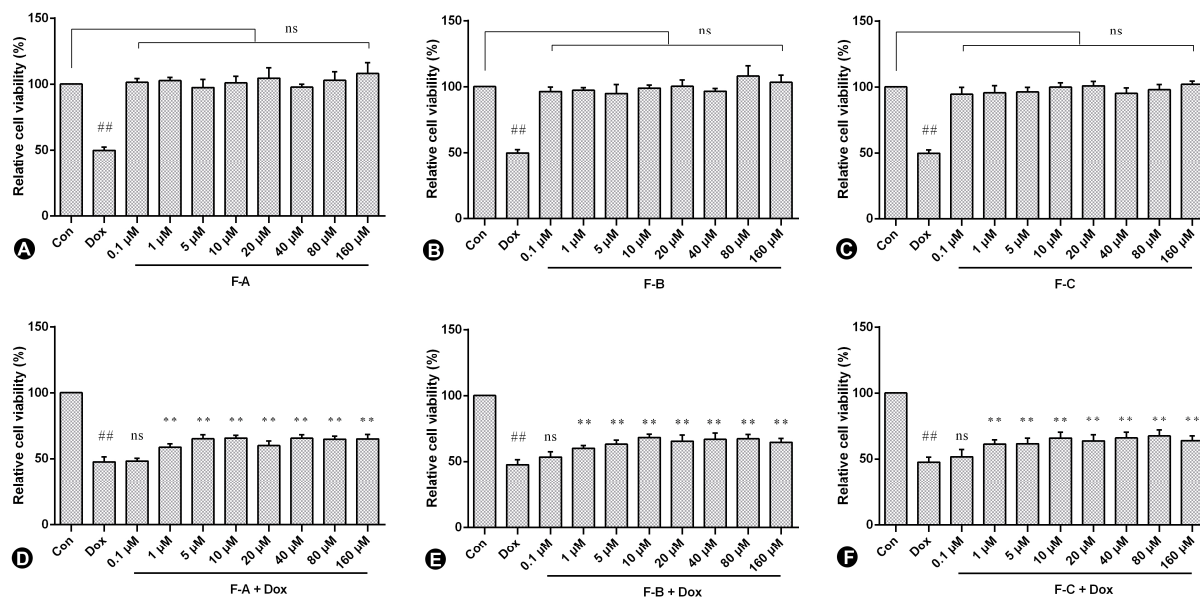 150
100
50
0
Relative cell viability (%)
ns
##
Con
Dox
0.1 μM
1 μM
5 μM
10 μM
20 μM
40 μM
80 μM
160 μM
F-A
A
150
100
50
0
Relative cell viability (%)
ns
##
Con
Dox
0.1 μM
1 μM
5 μM
10 μM
20 μM
40 μM
80 μM
160 μM
F-B
B
150
100
50
0
Relative cell viability (%)
ns
##
Con
Dox
0.1 μM
1 μM
5 μM
10 μM
20 μM
40 μM
80 μM
160 μM
F-C
C
150
100
50
0
Relative cell viability (%)
## ns ** ** ** ** ** ** **
Con
Dox
0.1 μM
1 μM
5 μM
10 μM
20 μM
40 μM
80 μM
160 μM
F-A + Dox
D
150
100
50
0
Relative cell viability (%)
## ns ** ** ** ** ** ** **
Con
Dox
0.1 μM
1 μM
5 μM
10 μM
20 μM
40 μM
80 μM
160 μM
F-B + Dox
E
150
100
50
0
Relative cell viability (%)
## ns ** ** ** ** ** ** **
Con
Dox
0.1 μM
1 μM
5 μM
10 μM
20 μM
40 μM
80 μM
160 μM
F-C + Dox
F